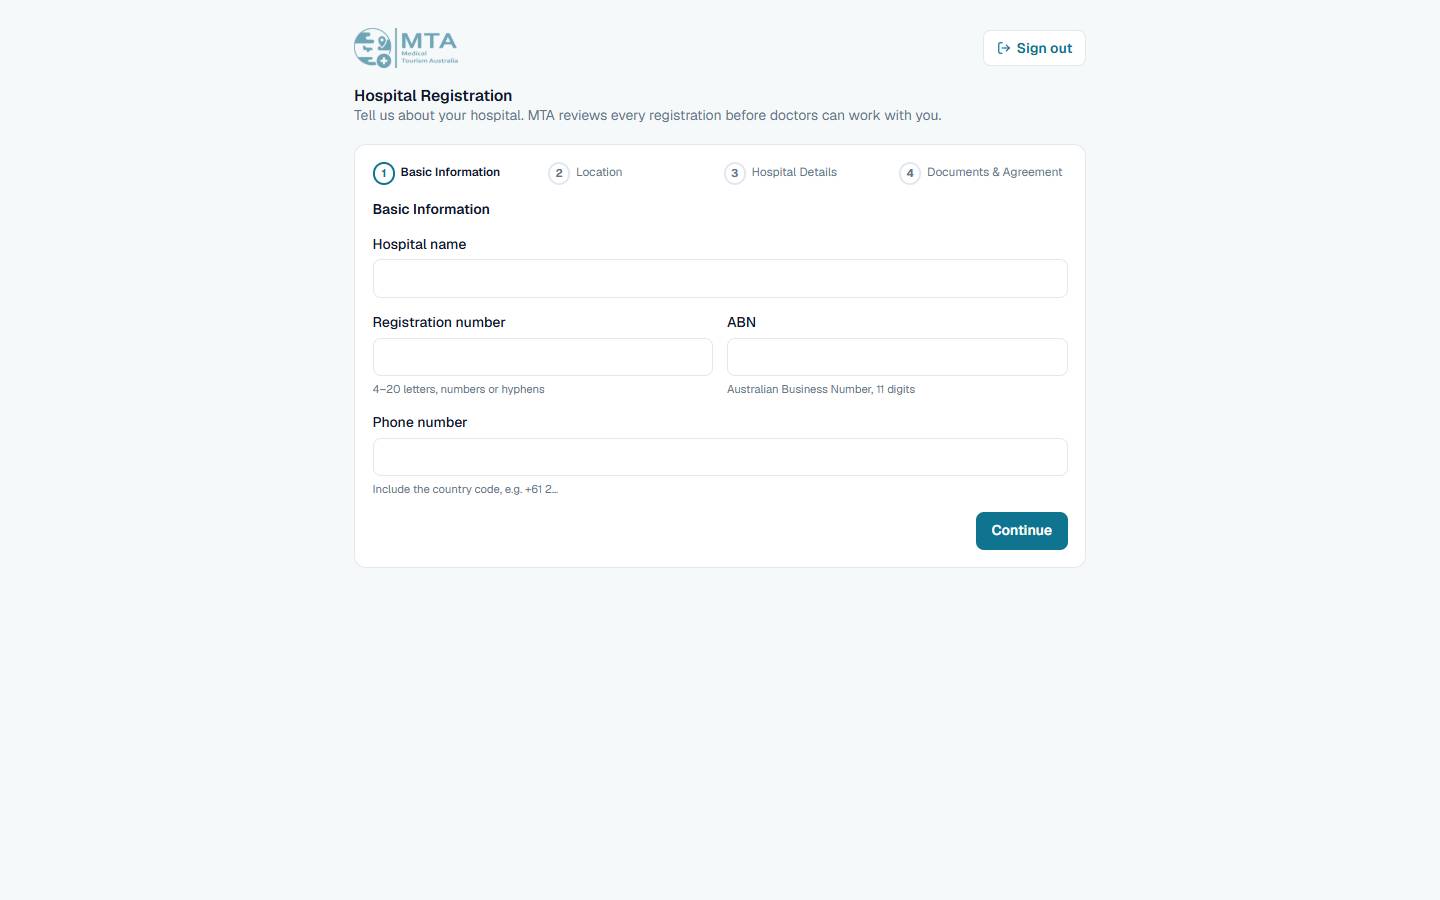 MTA
Medical
Tourism Australia
Sign out
Hospital Registration
Tell us about your hospital. MTA reviews every registration before doctors can work with you.
1 Basic Information
2 Location
3 Hospital Details
4 Documents & Agreement
Basic Information
Hospital name
Registration number
ABN
4–20 letters, numbers or hyphens
Australian Business Number, 11 digits
Phone number
Include the country code, e.g. +61 2…
Continue